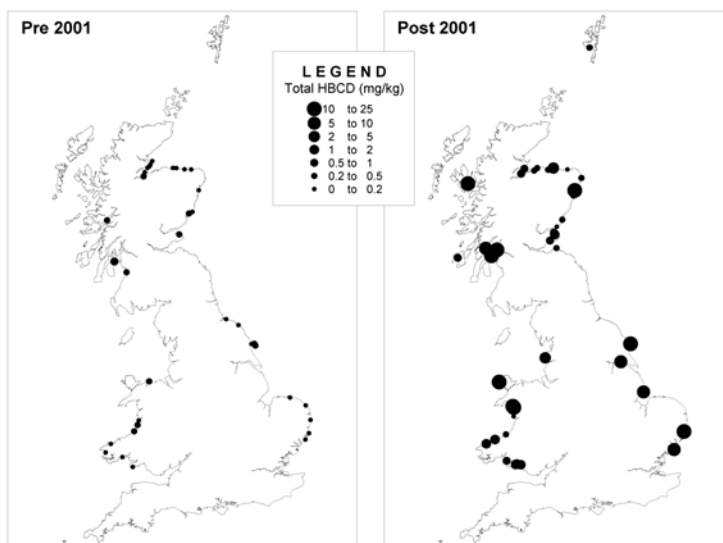 Pre 2001
Post 2001
LEGEND
Total HBCD (mg/kg)
10 to 25
5 to 10
2 to 5
1 to 2
0.5 to 1
0.2 to 0.5
0 to 0.2